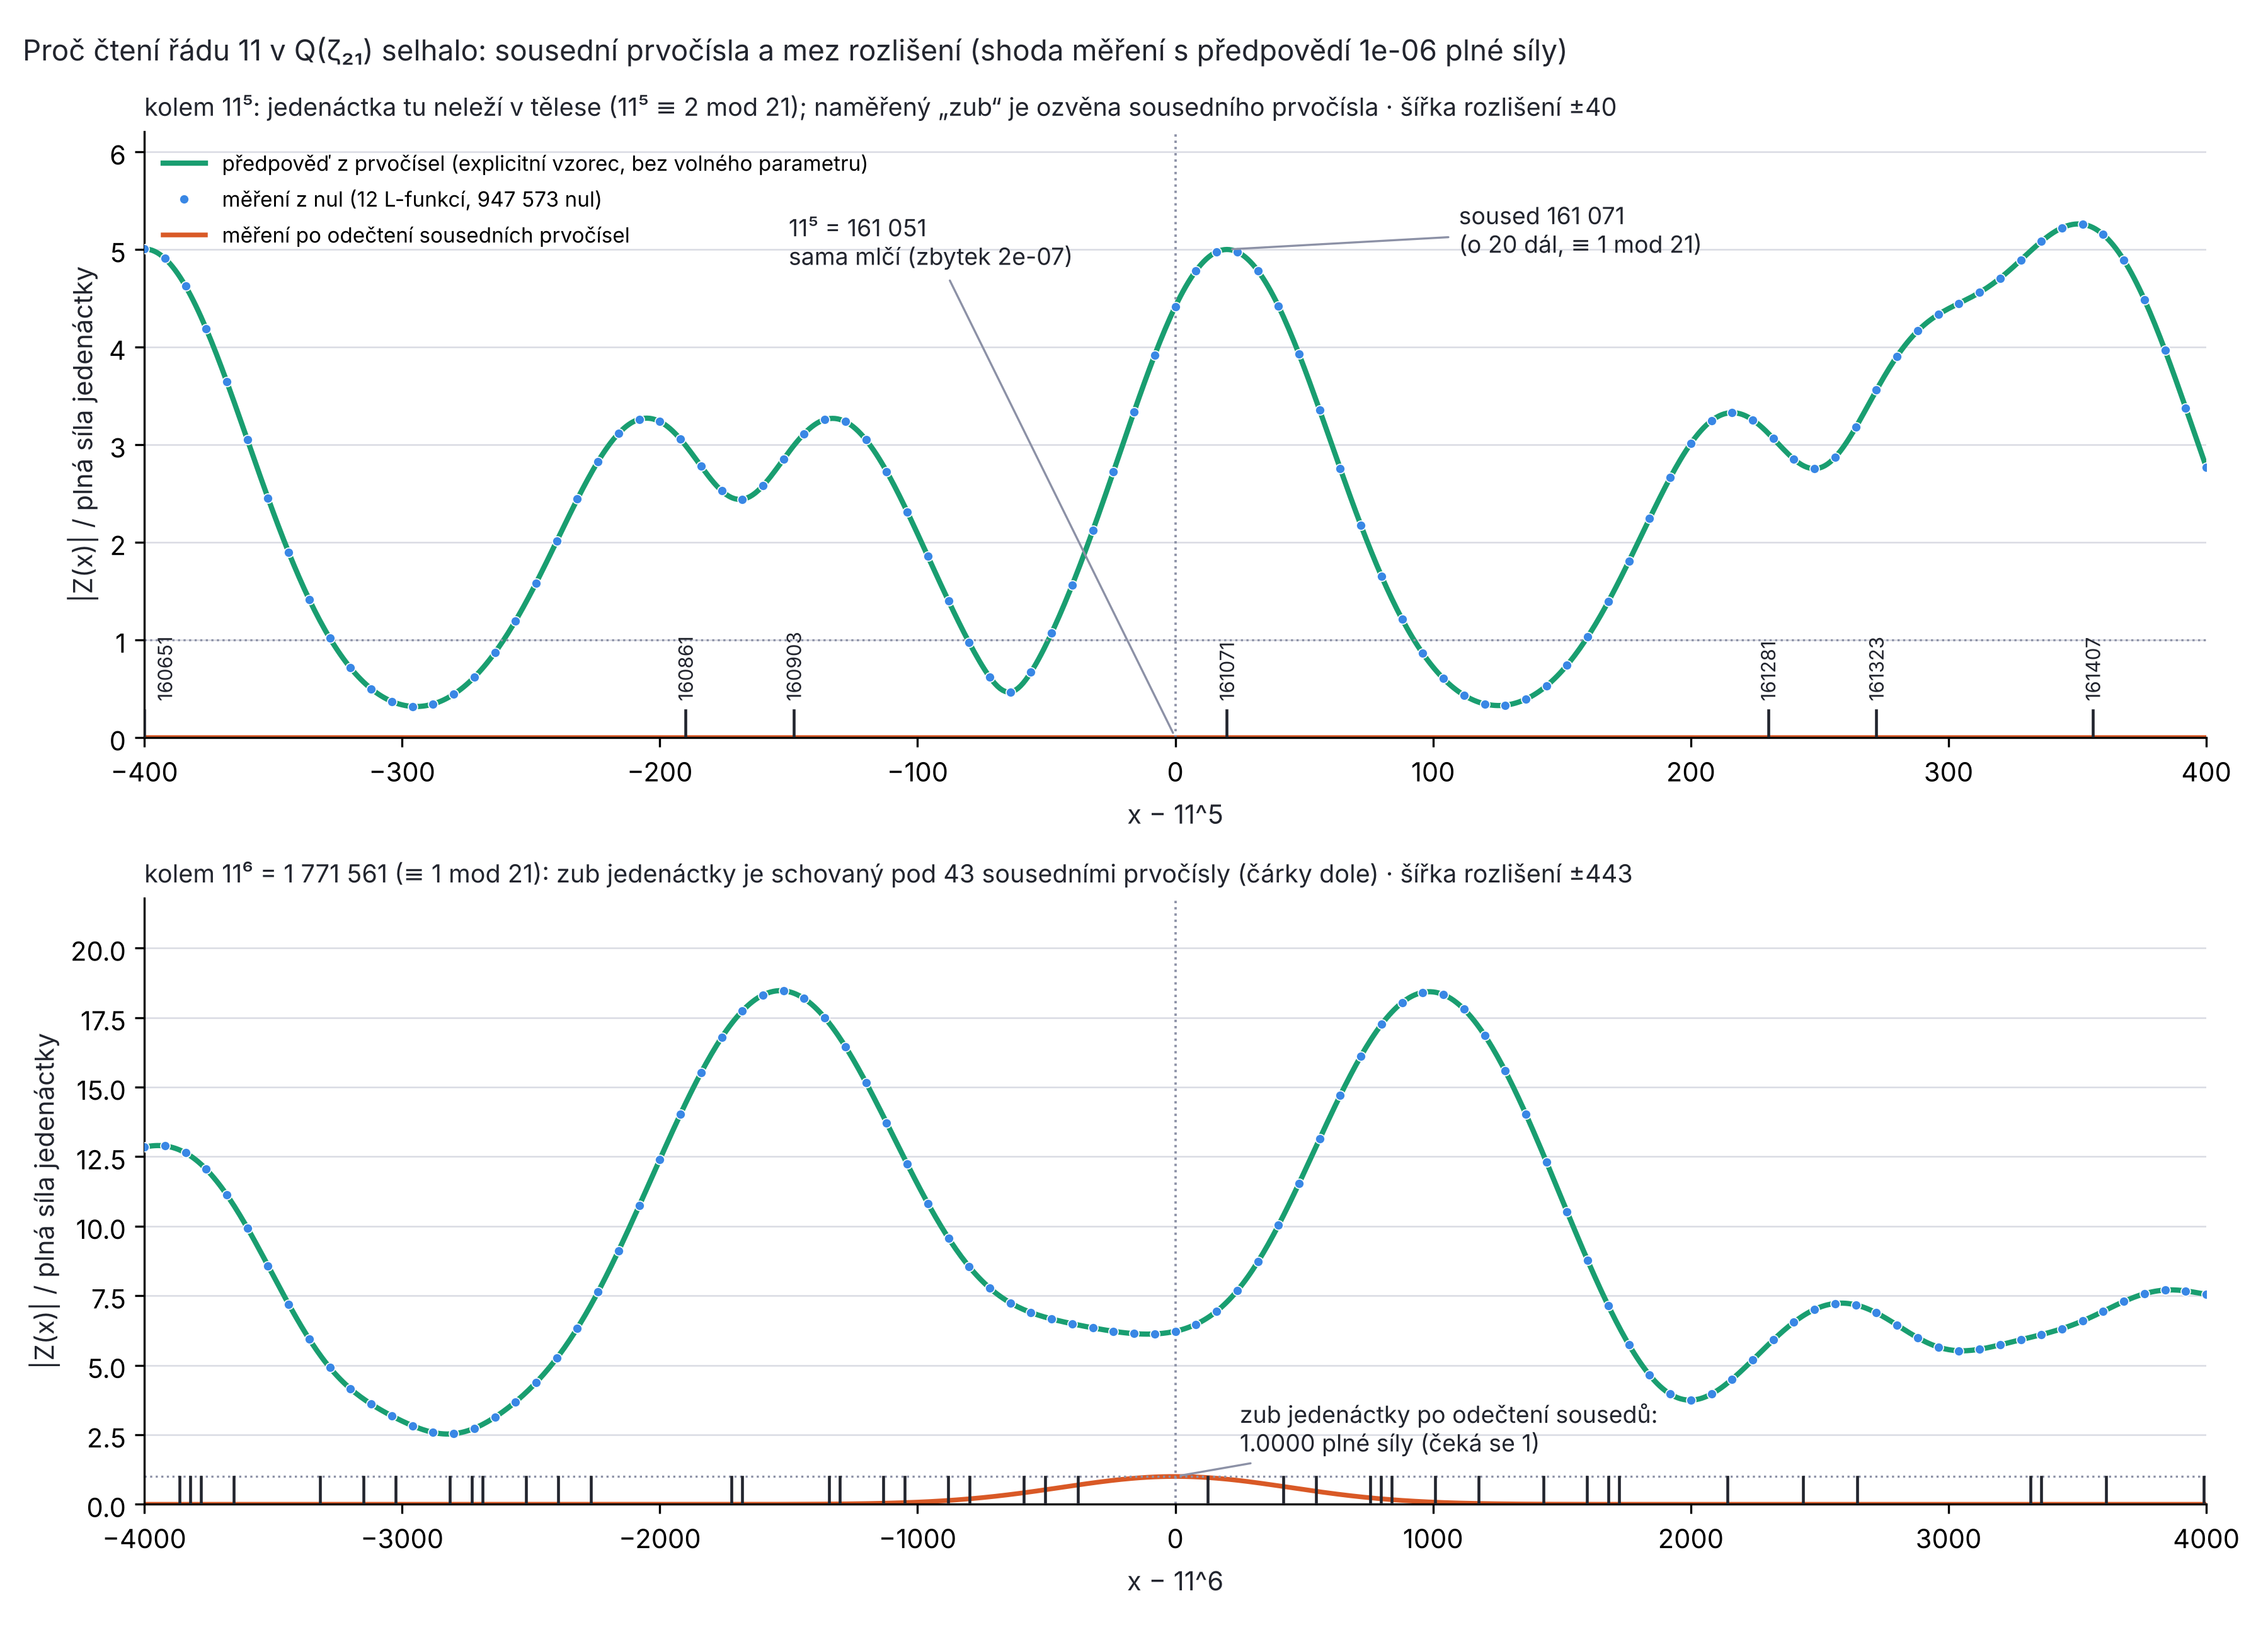 Proč čtení řádu 11 v Q(ζ₂₁) selhalo: sousední prvočísla a mez rozlišení (shoda měření s předpovědí 1e-06 plné síly)
kolem 11⁵: jedenáctka tu neleží v tělese (11⁵ ≡ 2 mod 21); naměřený „zub“ je ozvěna sousedního prvočísla · šířka rozlišení ±40
předpověď z prvočísel (explicitní vzorec, bez volného parametru)
měření z nul (12 L-funkcí, 947 573 nul)
měření po odečtení sousedních prvočísel
11⁵ = 161 051
sama mlčí (zbytek 2e-07)
soused 161 071
(o 20 dál, ≡ 1 mod 21)
|Z(x)| / plná síla jedenáctky
6
5
4
3
2
1
0
160651
160861
160903
161071
161281
161323
161407
−400
−300
−200
−100
0
100
200
300
400
x − 11^5
kolem 11⁶ = 1 771 561 (≡ 1 mod 21): zub jedenáctky je schovaný pod 43 sousedními prvočísly (čárky dole) · šířka rozlišení ±443
|Z(x)| / plná síla jedenáctky
20.0
17.5
15.0
12.5
10.0
7.5
5.0
2.5
0.0
zub jedenáctky po odečtení sousedů:
1.0000 plné síly (čeká se 1)
−4000
−3000
−2000
−1000
0
1000
2000
3000
4000
x − 11^6